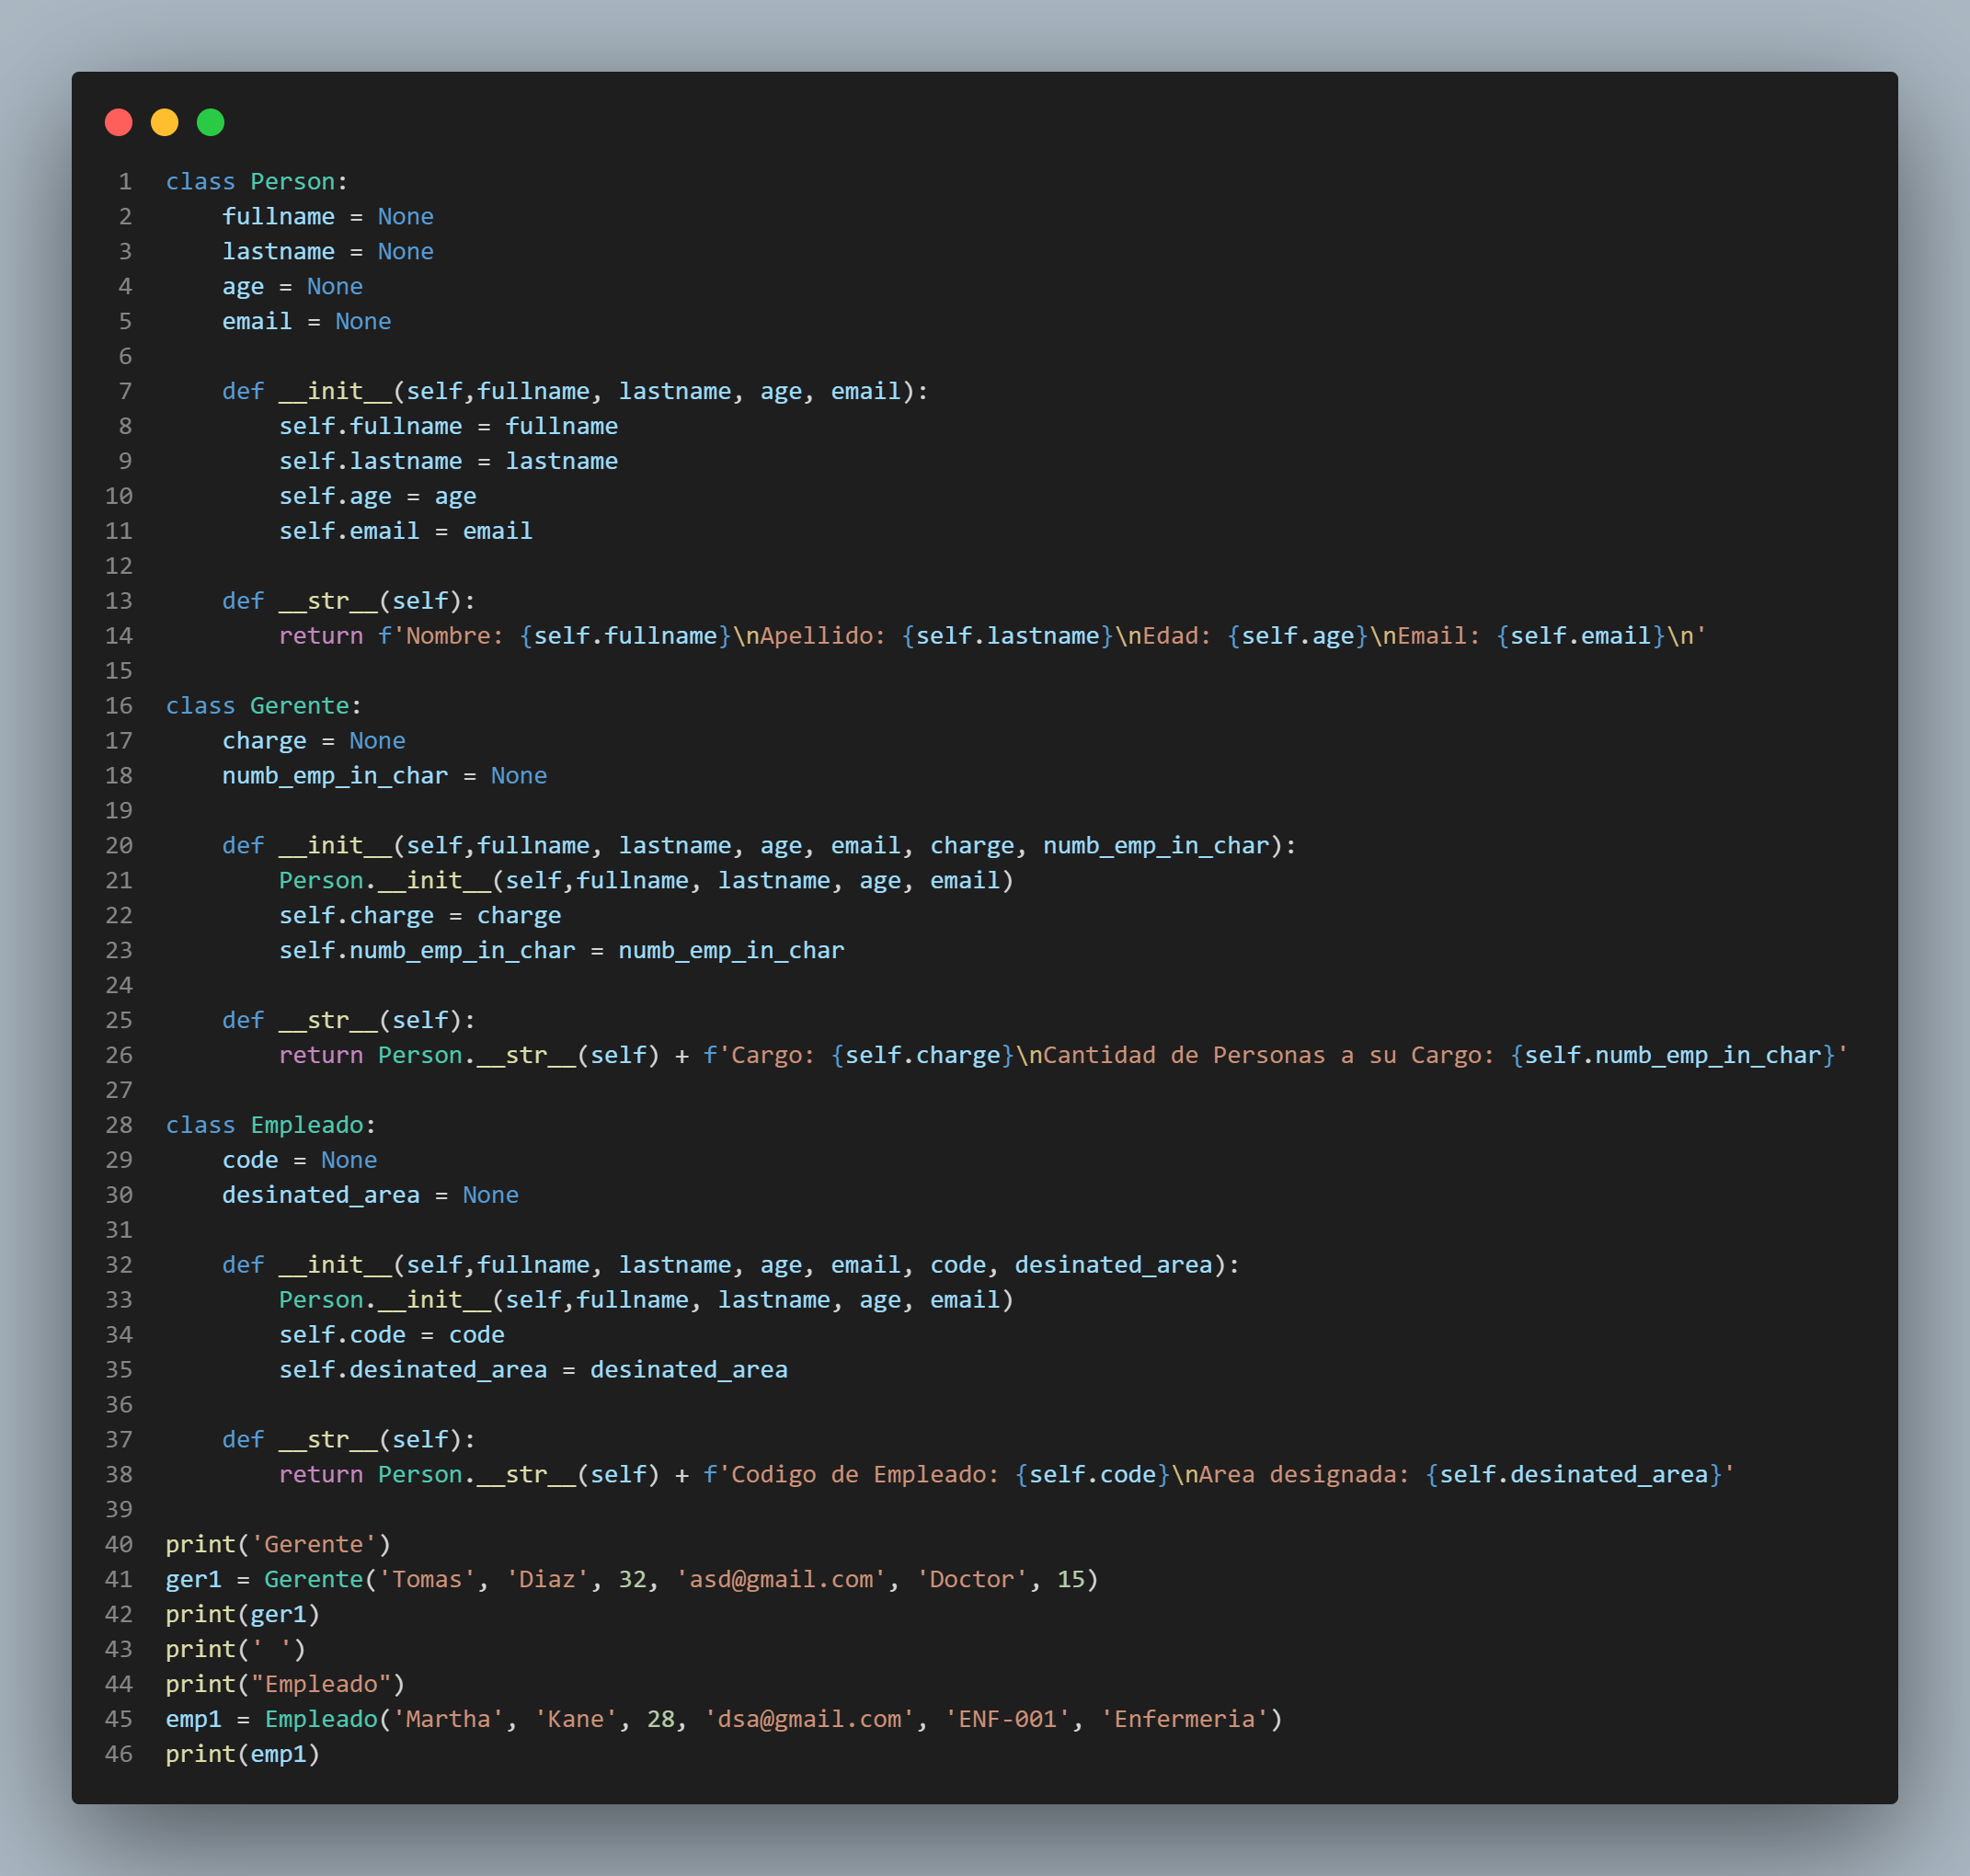 1 class Person:
2     fullname = None
3     lastname = None
4     age = None
5     email = None
6
7     def __init__(self,fullname, lastname, age, email):
8         self.fullname = fullname
9         self.lastname = lastname
10         self.age = age
11         self.email = email
12
13     def __str__(self):
14         return f'Nombre: {self.fullname}\nApellido: {self.lastname}\nEdad: {self.age}\nEmail: {self.email}\n'
15
16 class Gerente:
17     charge = None
18     numb_emp_in_char = None
19
20     def __init__(self,fullname, lastname, age, email, charge, numb_emp_in_char):
21         Person.__init__(self,fullname, lastname, age, email)
22         self.charge = charge
23         self.numb_emp_in_char = numb_emp_in_char
24
25     def __str__(self):
26         return Person.__str__(self) + f'Cargo: {self.charge}\nCantidad de Personas a su Cargo: {self.numb_emp_in_char}'
27
28 class Empleado:
29     code = None
30     desinated_area = None
31
32     def __init__(self,fullname, lastname, age, email, code, desinated_area):
33         Person.__init__(self,fullname, lastname, age, email)
34         self.code = code
35         self.desinated_area = desinated_area
36
37     def __str__(self):
38         return Person.__str__(self) + f'Codigo de Empleado: {self.code}\nArea designada: {self.desinated_area}'
39
40 print('Gerente')
41 ger1 = Gerente('Tomas', 'Diaz', 32, 'asd@gmail.com', 'Doctor', 15)
42 print(ger1)
43 print(' ')
44 print("Empleado")
45 emp1 = Empleado('Martha', 'Kane', 28, 'dsa@gmail.com', 'ENF-001', 'Enfermeria')
46 print(emp1)